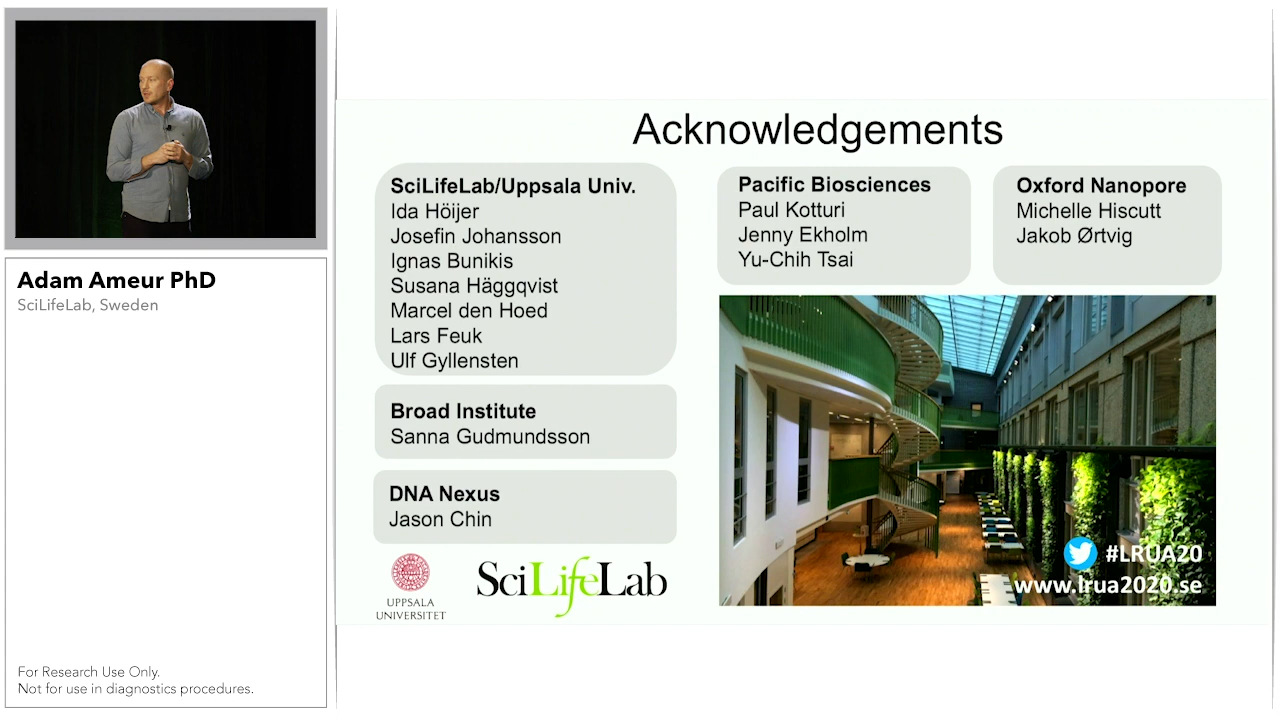 Adam Ameur PhD
SciLifeLab, Sweden
For Research Use Only.
Not for use in diagnostics procedures.
Acknowledgements
SciLifeLab/Uppsala Univ.
Ida Höijer
Josefin Johansson
Ignas Bunikis
Susana Häggqvist
Marcel den Hoed
Lars Feuk
Ulf Gyllensten
Broad Institute
Sanna Gudmundsson
DNA Nexus
Jason Chin
UPPSALA
UNIVERSITET
SciLifeLab
Pacific Biosciences
Paul Kotturi
Jenny Ekholm
Yu-Chih Tsai
Oxford Nanopore
Michelle Hiscutt
Jakob Ørtvig
#LRUA20
www.lrua2020.se